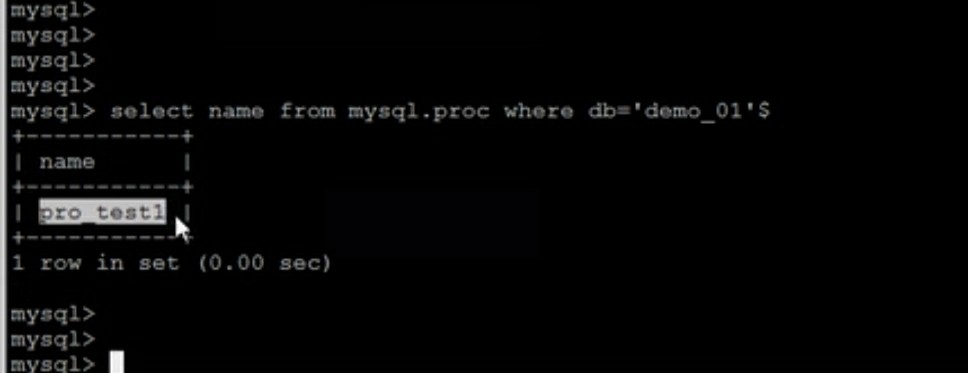 mysql>
mysql>
mysql>
mysql>
mysql> select name from mysql.proc where db='demo_01'$
+-----------+
| name      |
+-----------+
| pro_test1 |
+-----------+
1 row in set (0.00 sec)
mysql>
mysql>
mysql>